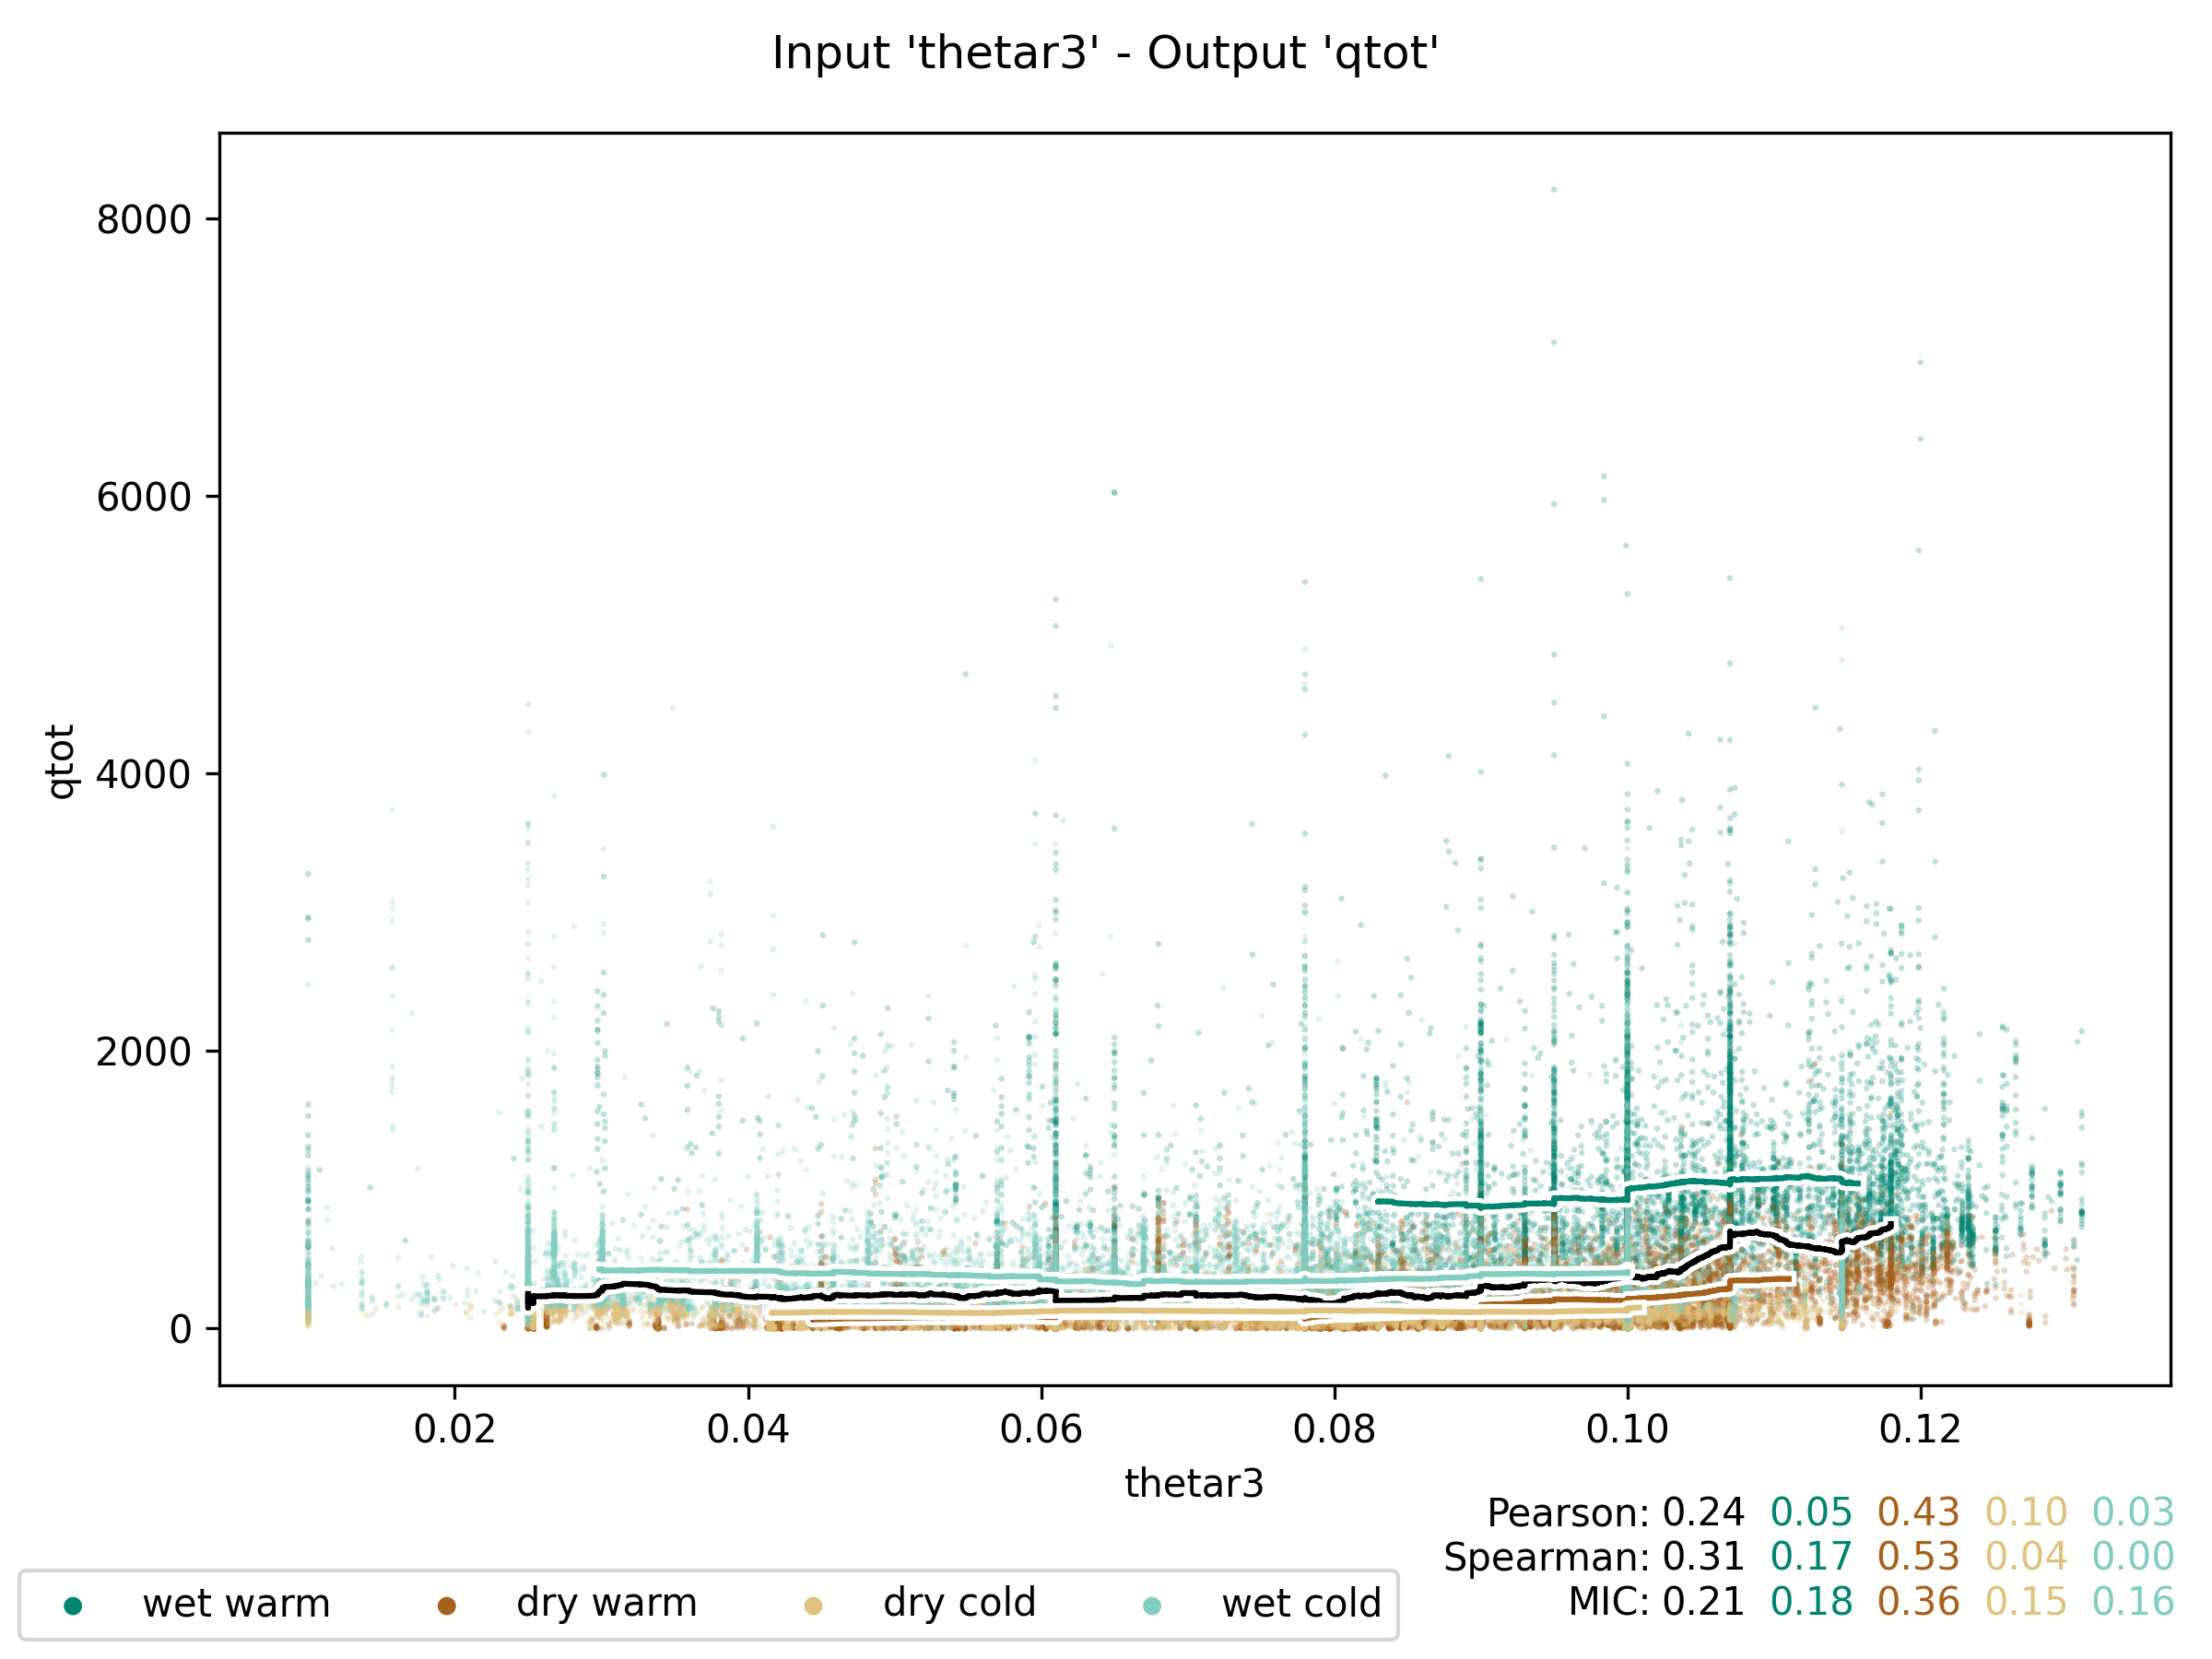 Input 'thetar3' - Output 'qtot'
8000
6000
4000
2000
0
qtot
0.02 0.04 0.06 0.08 0.10 0.12
thetar3
Pearson: 0.24 0.05 0.43 0.10 0.03
Spearman: 0.31 0.17 0.53 0.04 0.00
MIC: 0.21 0.18 0.36 0.15 0.16
wet warm dry warm dry cold wet cold